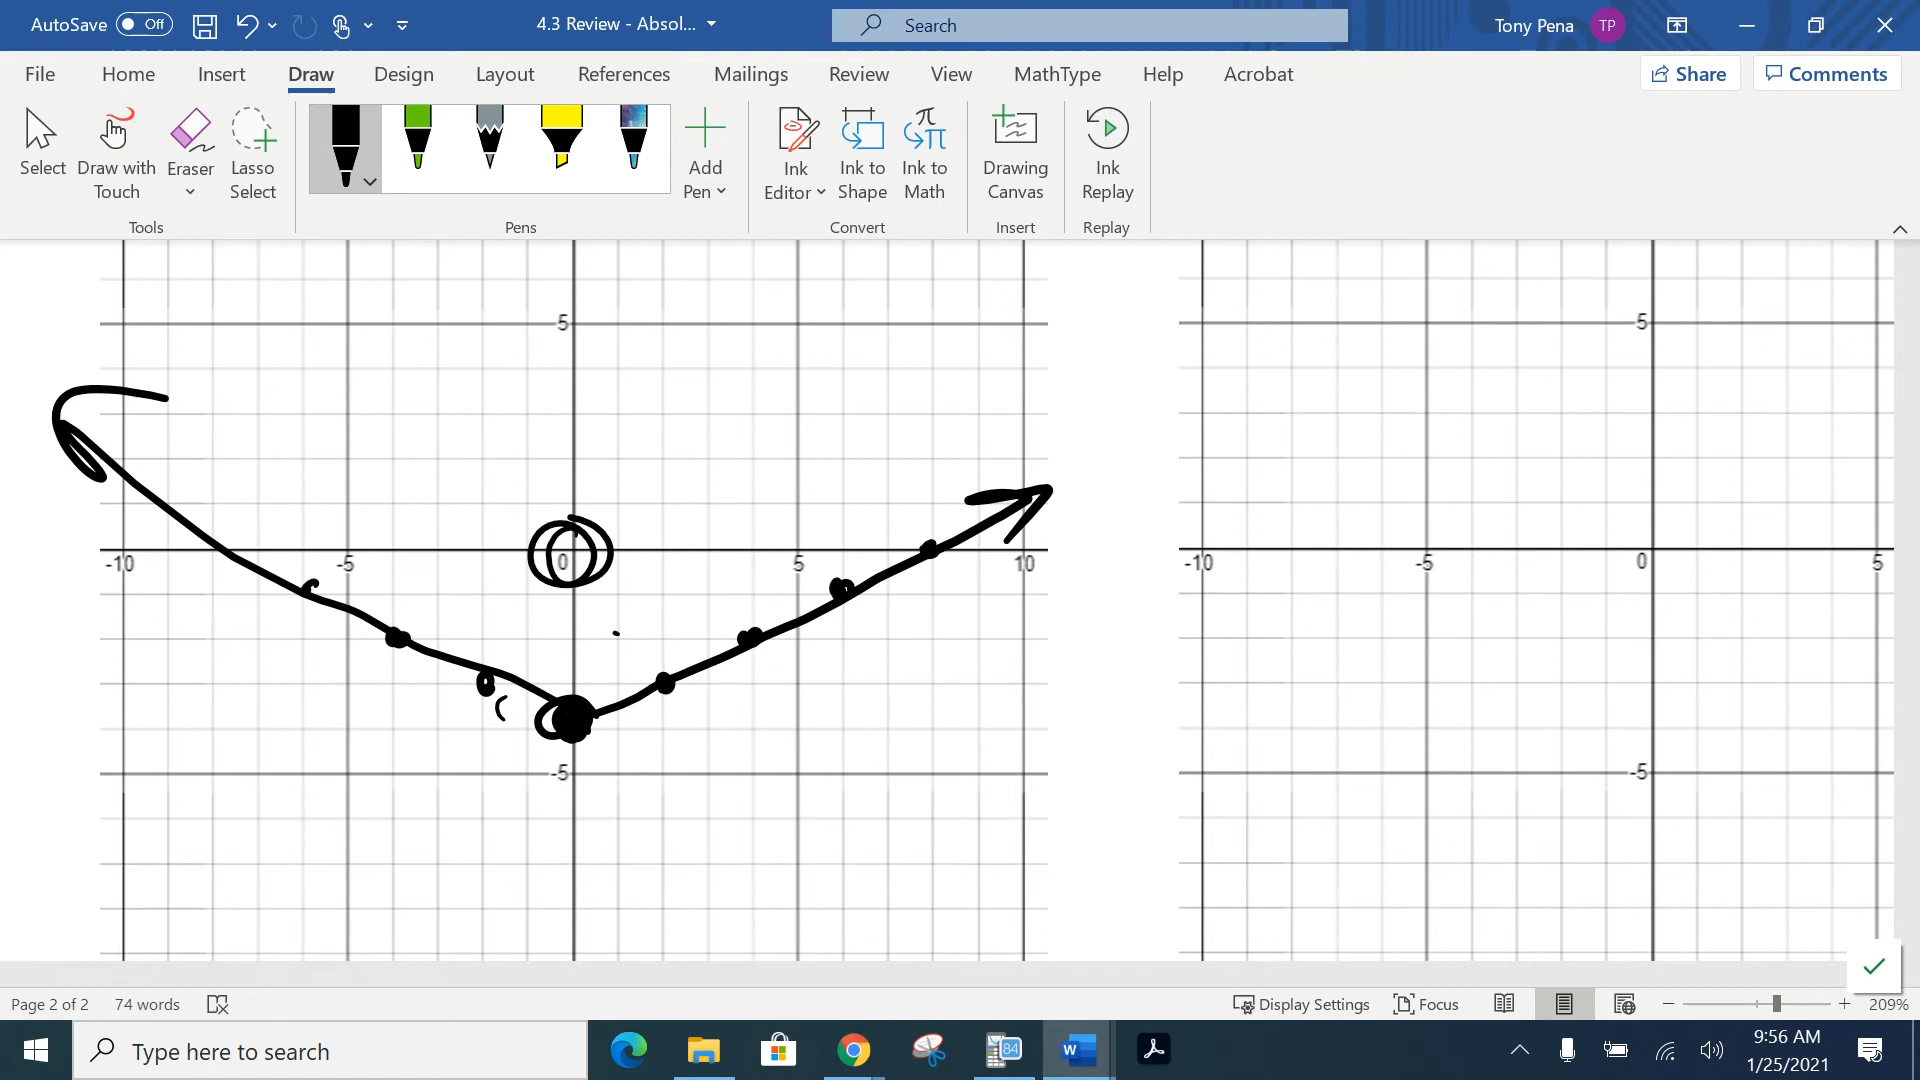 AutoSave Off 4.3 Review - Absol... Search Tony Pena TP
File Home Insert Draw Design Layout References Mailings Review View MathType Help Acrobat Share Comments
Select Draw with Touch Eraser Lasso Select Add Pen Ink Editor Ink to Shape Ink to Math Drawing Canvas Ink Replay
Tools Pens Convert Insert Replay
5 5
-10 -5 0 5 10 -10 -5 0 5
-5 -5
Page 2 of 2 74 words Display Settings Focus 209%
Type here to search 84 W 9:56 AM
1/25/2021